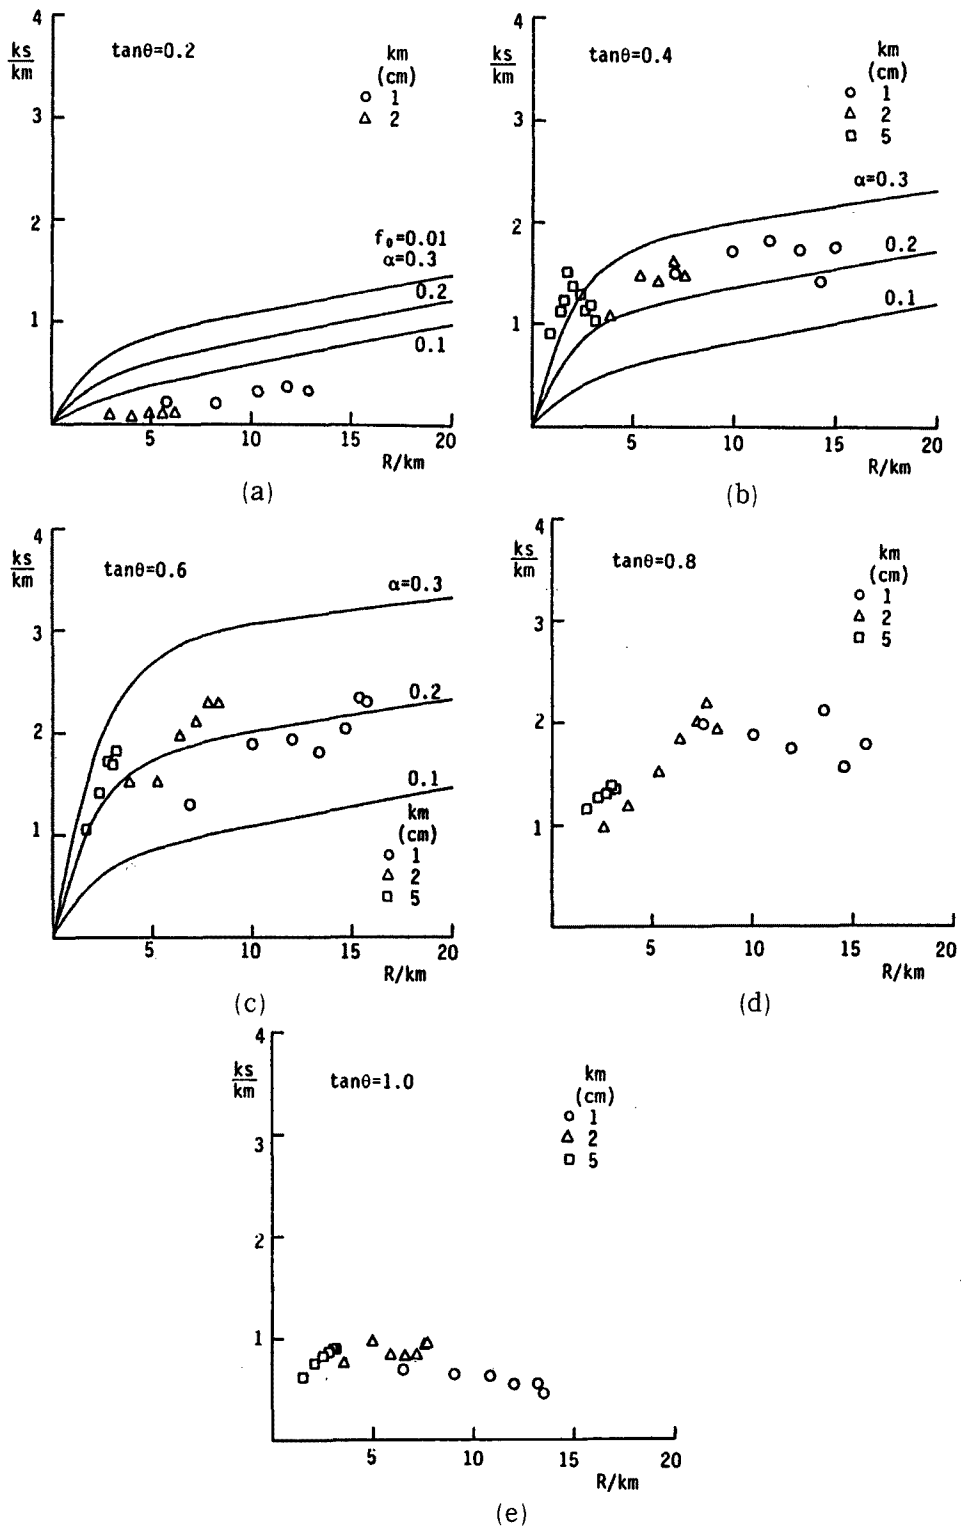 4
ks
km
tanθ=0.2
km
(cm)
○ 1
△ 2
3
2
f₀=0.01
α=0.3
0.2
1
0.1
5 10 15 20
R/km
(a)
4
ks
km
tanθ=0.4
km
(cm)
○ 1
△ 2
□ 5
3
α=0.3
2
0.2
0.1
1
5 10 15 20
R/km
(b)
4
ks
km
tanθ=0.6
α=0.3
3
0.2
2
0.1
km
(cm)
1
○ 1
△ 2
□ 5
5 10 15 20
R/km
(c)
4
ks
km
tanθ=0.8
km
(cm)
○ 1
△ 2
□ 5
3
2
1
5 10 15 20
R/km
(d)
4
ks
km
tanθ=1.0
km
(cm)
○ 1
△ 2
□ 5
3
2
1
5 10 15 20
R/km
(e)